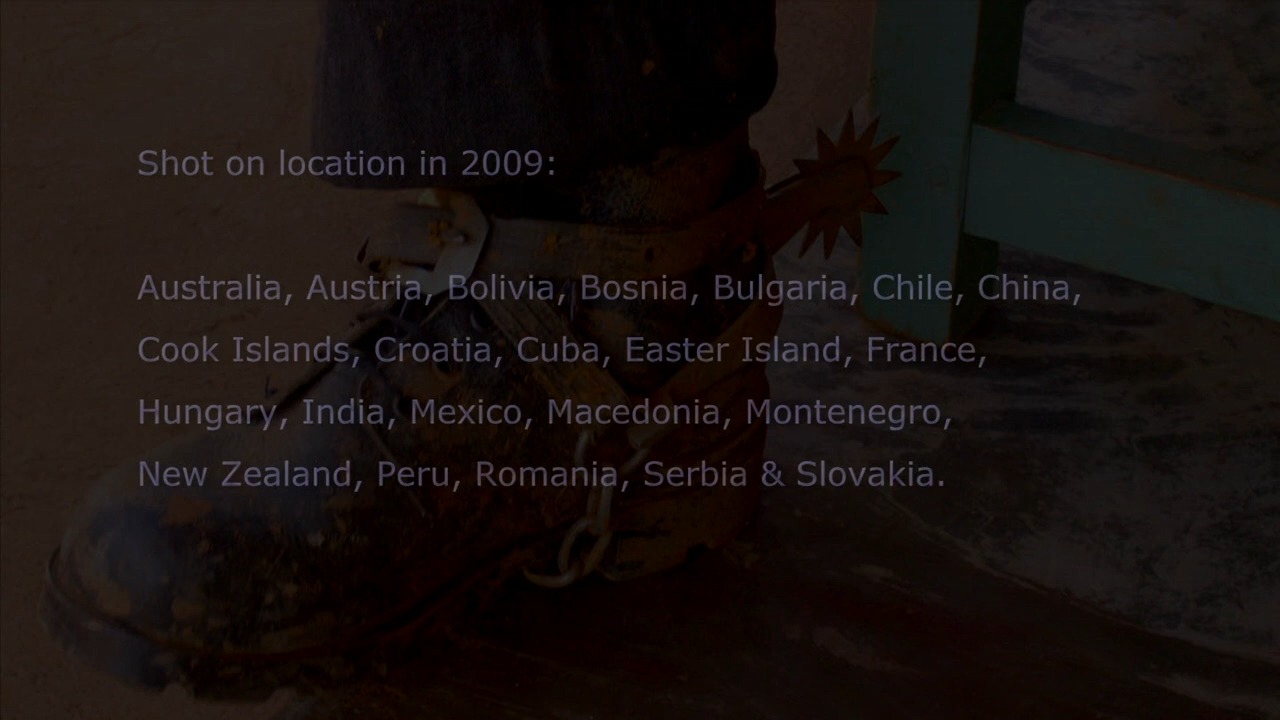 Shot on location in 2009:
Australia, Austria, Bolivia, Bosnia, Bulgaria, Chile, China,
Cook Islands, Croatia, Cuba, Easter Island, France,
Hungary, India, Mexico, Macedonia, Montenegro,
New Zealand, Peru, Romania, Serbia & Slovakia.